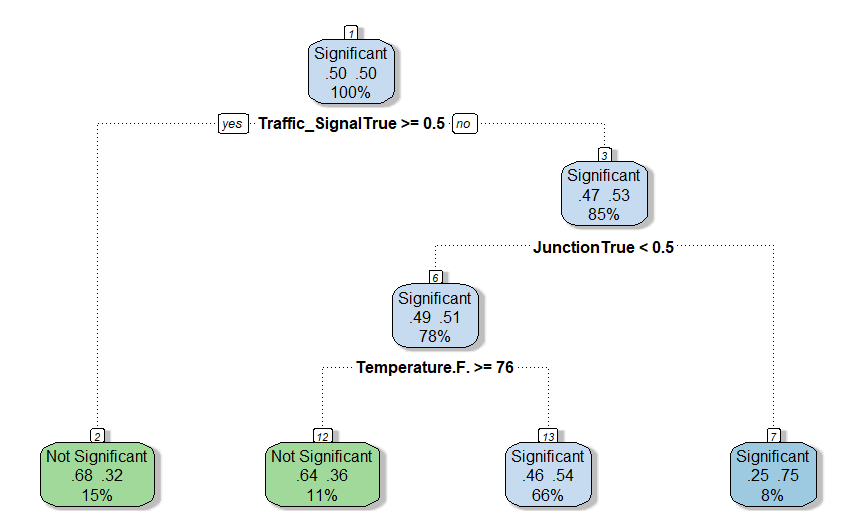 1
Significant
.50 .50
100%
yes Traffic_SignalTrue >= 0.5 no
3
Significant
.47 .53
85%
JunctionTrue < 0.5
6
Significant
.49 .51
78%
Temperature.F. >= 76
2
Not Significant
.68 .32
15%
12
Not Significant
.64 .36
11%
13
Significant
.46 .54
66%
7
Significant
.25 .75
8%